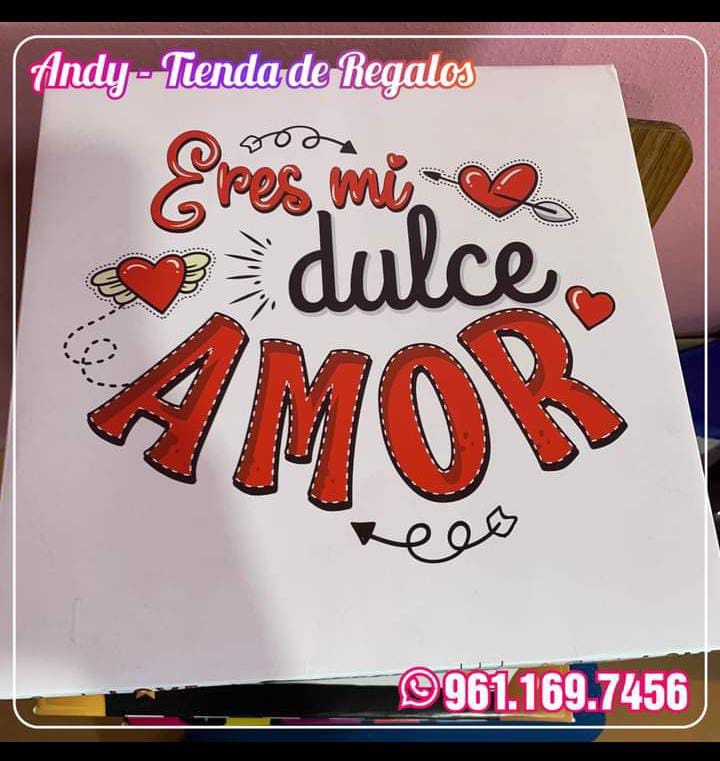 Andy - Tienda de Regalos
Eres mi
dulce
AMOR
961.169.7456